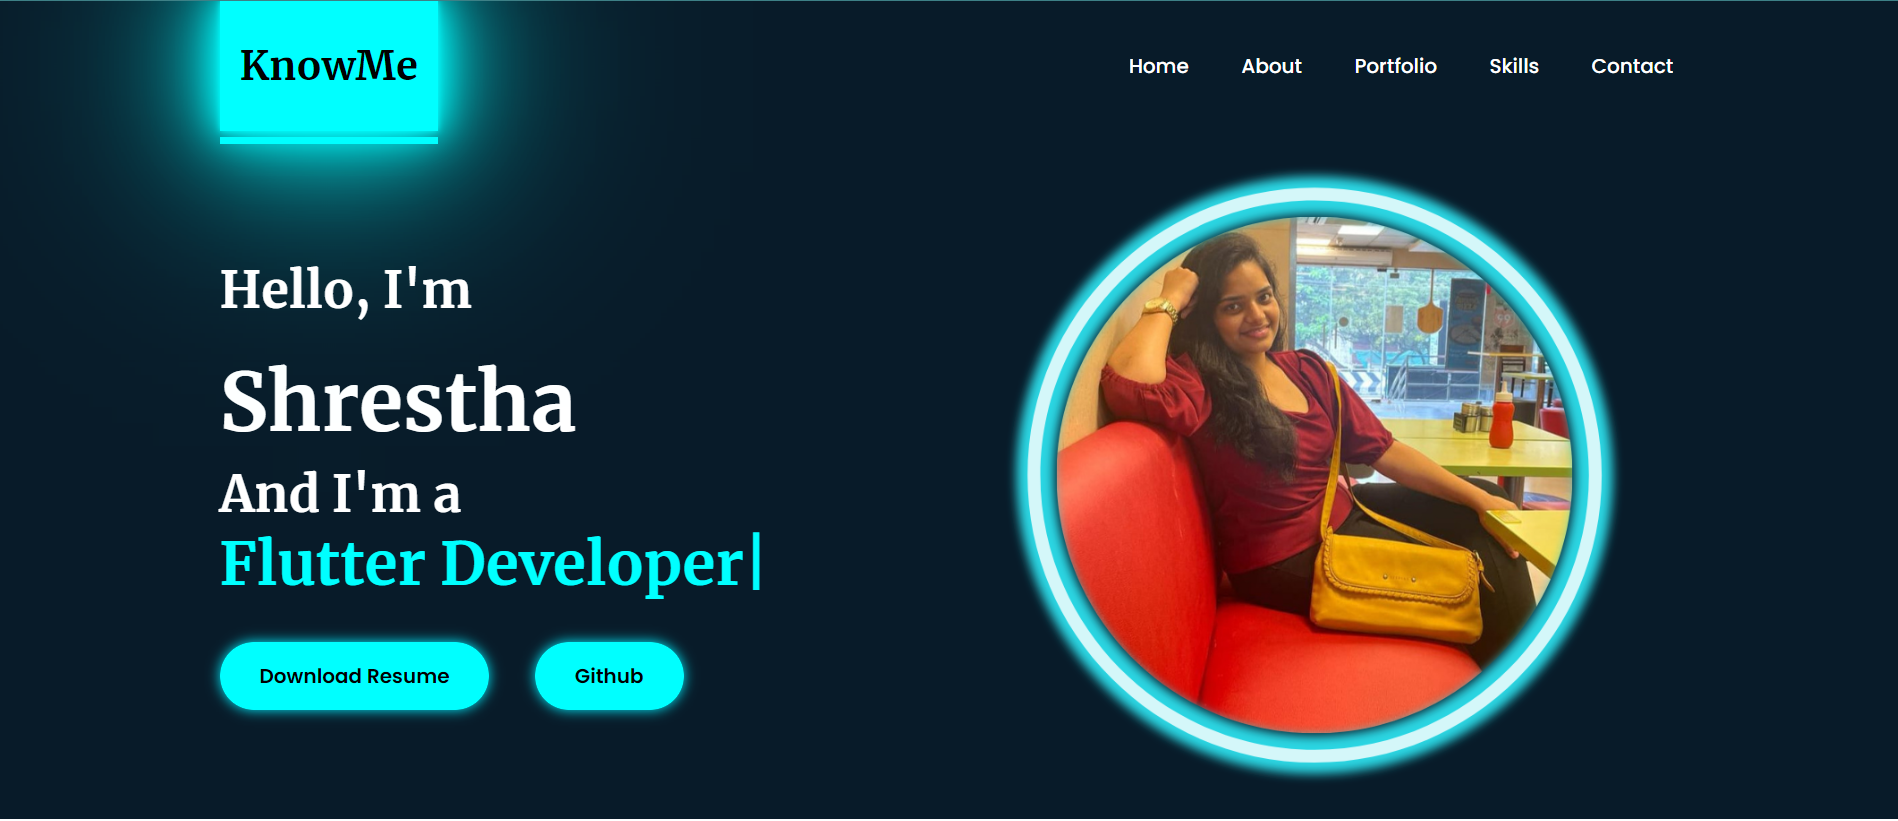 KnowMe
Home About Portfolio Skills Contact
Hello, I'm
Shrestha
And I'm a
Flutter Developer|
Download Resume Github